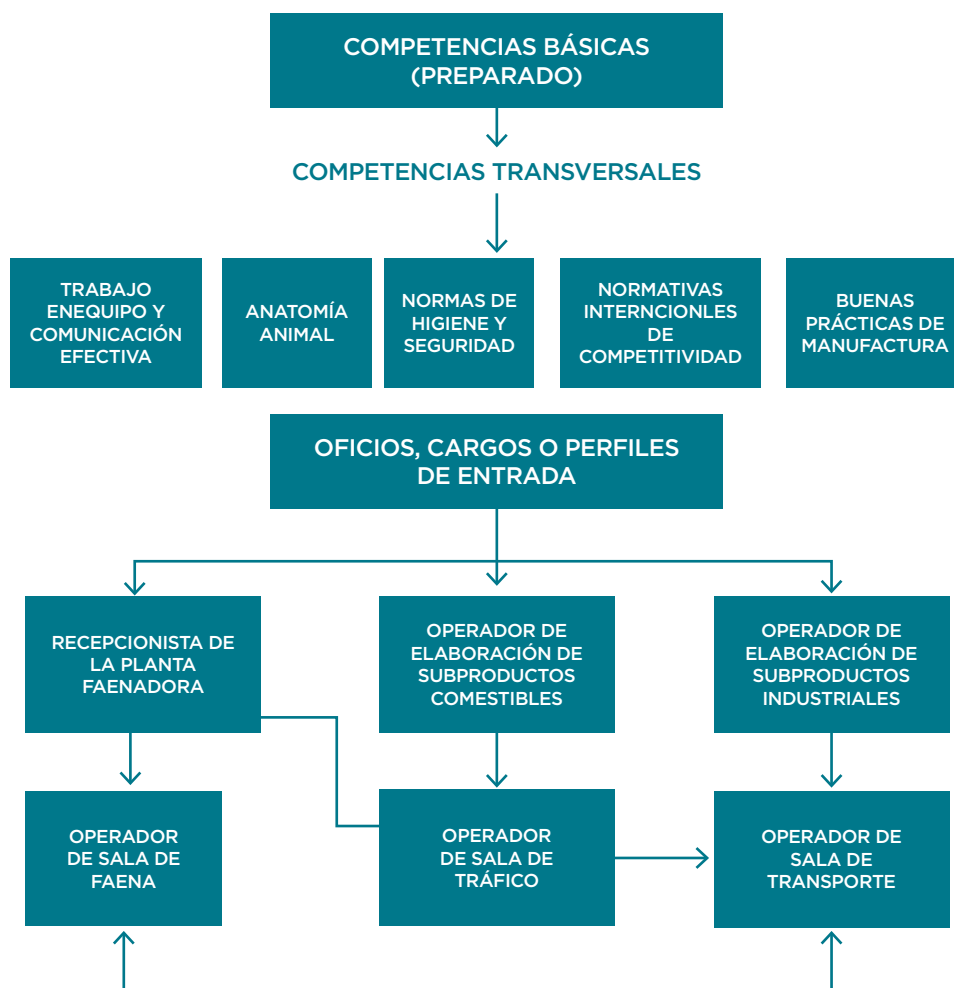 COMPETENCIAS BÁSICAS
(PREPARADO)
COMPETENCIAS TRANSVERSALES
TRABAJO
ENEQUIPO Y
COMUNICACIÓN
EFECTIVA
ANATOMÍA
ANIMAL
NORMAS DE
HIGIENE Y
SEGURIDAD
NORMATIVAS
INTERNCIONLES
DE
COMPETITIVIDAD
BUENAS
PRÁCTICAS DE
MANUFACTURA
OFICIOS, CARGOS O PERFILES
DE ENTRADA
RECEPCIONISTA DE
LA PLANTA
FAENADORA
OPERADOR DE
ELABORACIÓN DE
SUBPRODUCTOS
COMESTIBLES
OPERADOR DE
ELABORACIÓN DE
SUBPRODUCTOS
INDUSTRIALES
OPERADOR
DE SALA DE
FAENA
OPERADOR
DE SALA DE
TRÁFICO
OPERADOR DE
SALA DE
TRANSPORTE